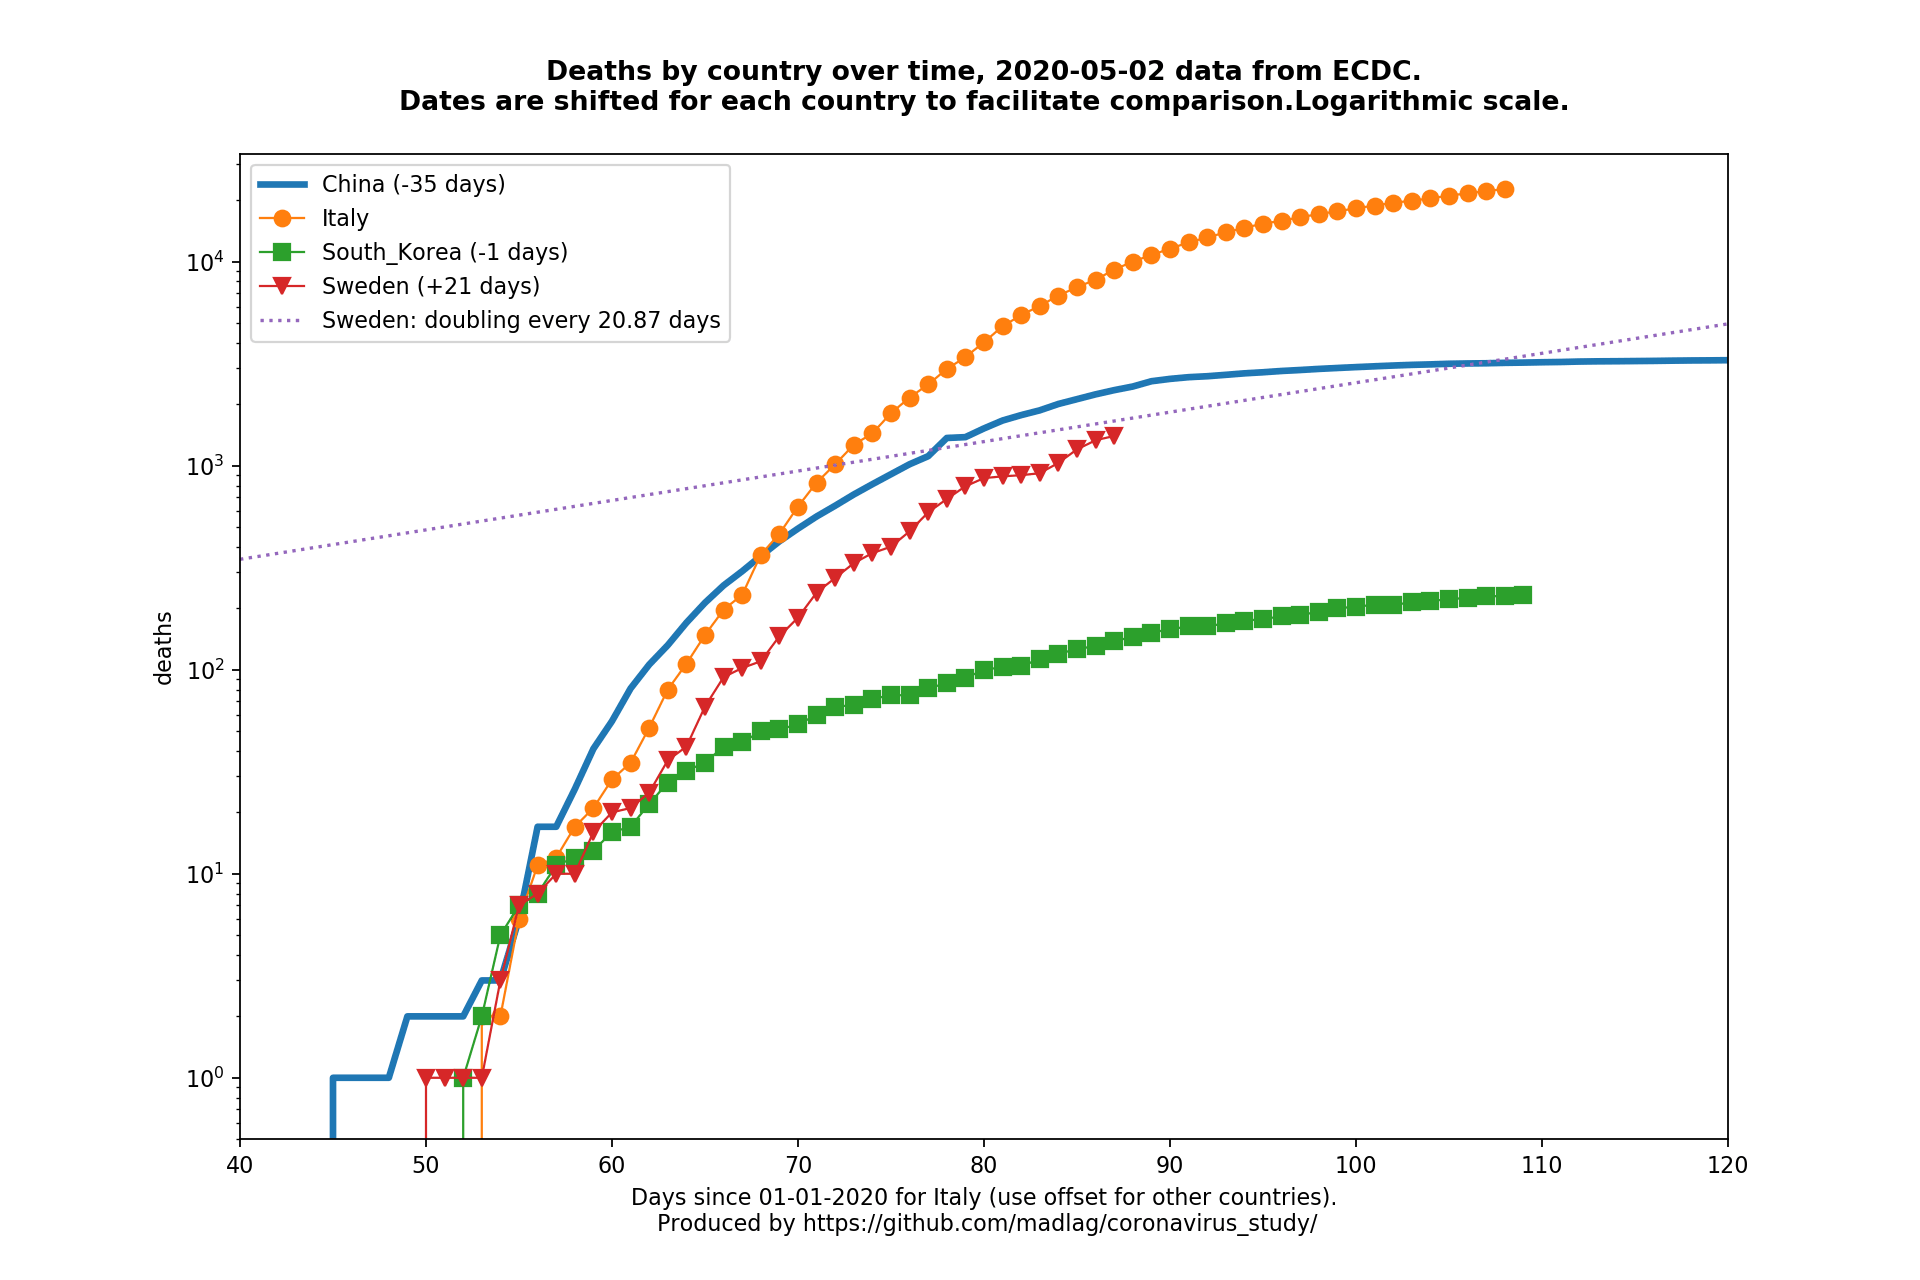 Deaths by country over time, 2020-05-02 data from ECDC.
Dates are shifted for each country to facilitate comparison.Logarithmic scale.
China (-35 days)
Italy
South_Korea (-1 days)
Sweden (+21 days)
Sweden: doubling every 20.87 days
deaths
10⁴
10³
10²
10¹
10⁰
40 50 60 70 80 90 100 110 120
Days since 01-01-2020 for Italy (use offset for other countries).
Produced by https://github.com/madlag/coronavirus_study/